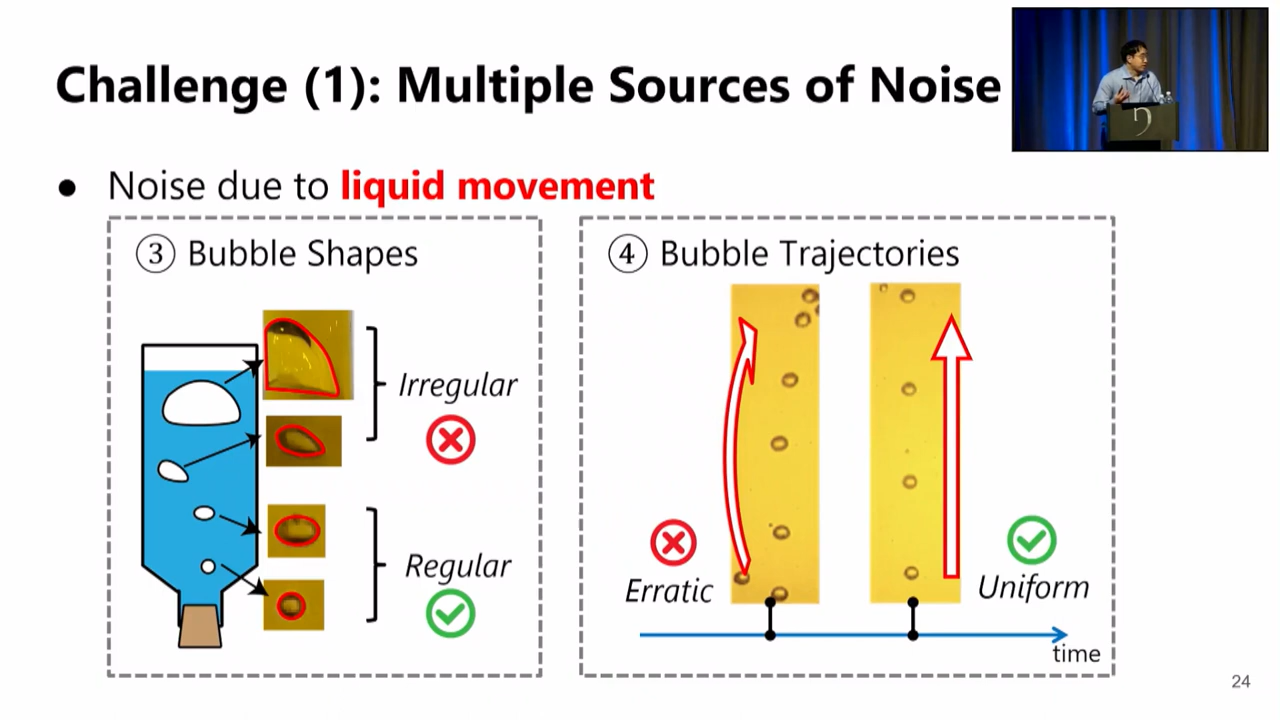 Challenge (1): Multiple Sources of Noise
● Noise due to liquid movement
③ Bubble Shapes
Irregular
Regular
④ Bubble Trajectories
Erratic
Uniform
time
24